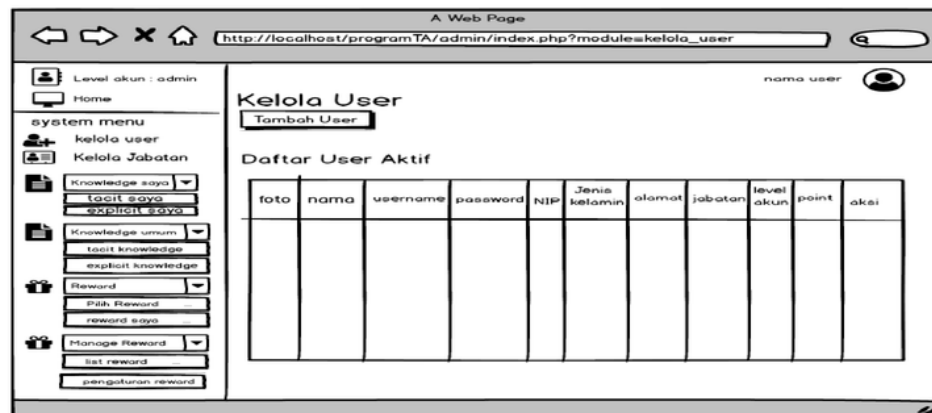 A Web Page
http://localhost/programTA/admin/index.php?module=kelola_user
Level akun : admin
Home
system menu
kelola user
Kelola Jabatan
Knowledge saya
tacit saya
explicit saya
Knowledge umum
tacit knowledge
explicit knowledge
Reward
Pilih Reward
reward saya
Manage Reward
list reward
pengaturan reward
nama user
Kelola User
Tambah User
Daftar User Aktif
foto nama username password NIP Jenis kelamin alamat jabatan level akun point aksi